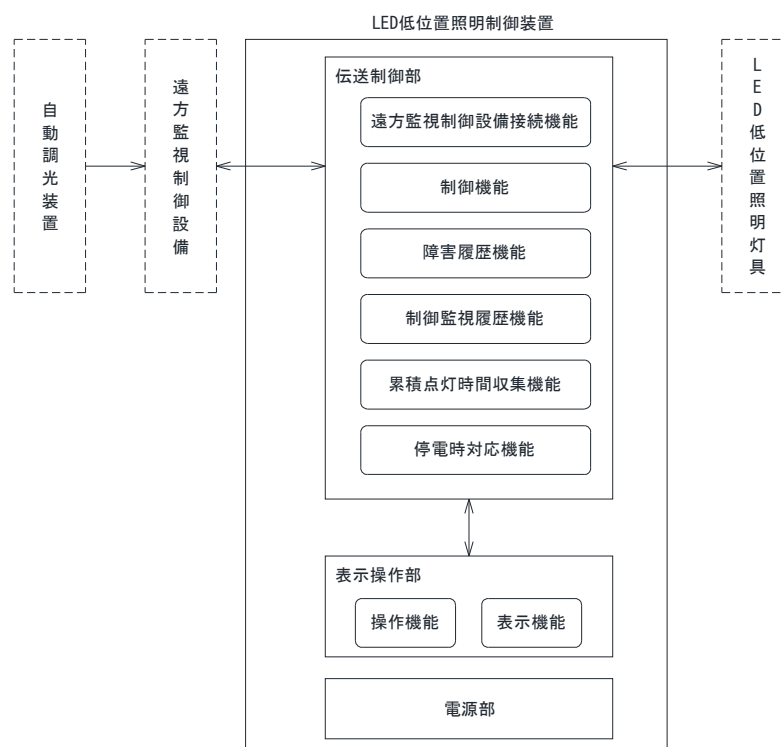 LED低位置照明制御装置
自動調光装置
遠方監視制御設備
伝送制御部
遠方監視制御設備接続機能
制御機能
障害履歴機能
制御監視履歴機能
累積点灯時間収集機能
停電時対応機能
LED低位置照明灯具
表示操作部
操作機能
表示機能
電源部